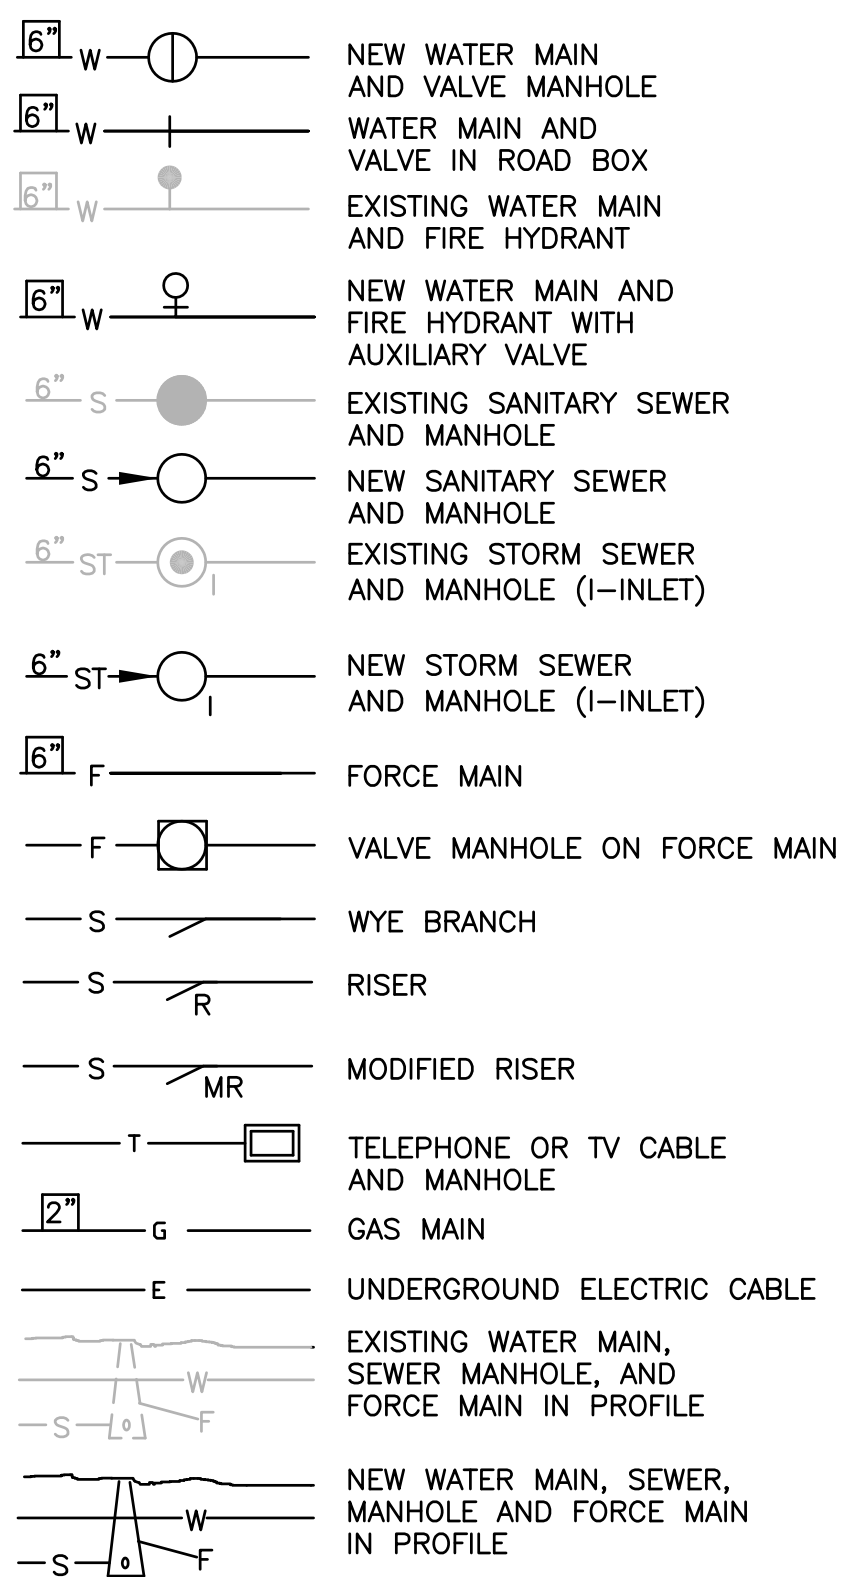 6"
W
NEW WATER MAIN
AND VALVE MANHOLE
6"
W
WATER MAIN AND
VALVE IN ROAD BOX
6"
W
EXISTING WATER MAIN
AND FIRE HYDRANT
6"
W
NEW WATER MAIN AND
FIRE HYDRANT WITH
AUXILIARY VALVE
6"
S
EXISTING SANITARY SEWER
AND MANHOLE
6"
S
NEW SANITARY SEWER
AND MANHOLE
6"
ST
I
EXISTING STORM SEWER
AND MANHOLE (I-INLET)
6"
ST
I
NEW STORM SEWER
AND MANHOLE (I-INLET)
6"
F
FORCE MAIN
F
VALVE MANHOLE ON FORCE MAIN
S
WYE BRANCH
S
R
RISER
S
MR
MODIFIED RISER
T
TELEPHONE OR TV CABLE
AND MANHOLE
2"
G
GAS MAIN
E
UNDERGROUND ELECTRIC CABLE
W
S
F
EXISTING WATER MAIN,
SEWER MANHOLE, AND
FORCE MAIN IN PROFILE
W
S
F
NEW WATER MAIN, SEWER,
MANHOLE AND FORCE MAIN
IN PROFILE